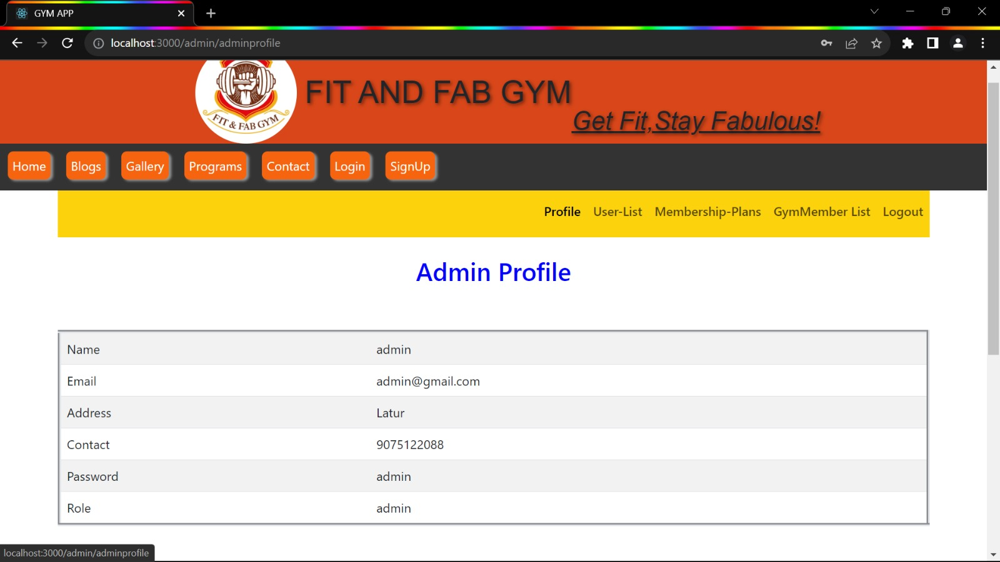 GYM APP
localhost:3000/admin/adminprofile
FIT & FAB GYM
FIT AND FAB GYM
Get Fit,Stay Fabulous!
Home Blogs Gallery Programs Contact Login SignUp
Profile User-List Membership-Plans GymMember List Logout
Admin Profile
Name admin
Email admin@gmail.com
Address Latur
Contact 9075122088
Password admin
Role admin
localhost:3000/admin/adminprofile